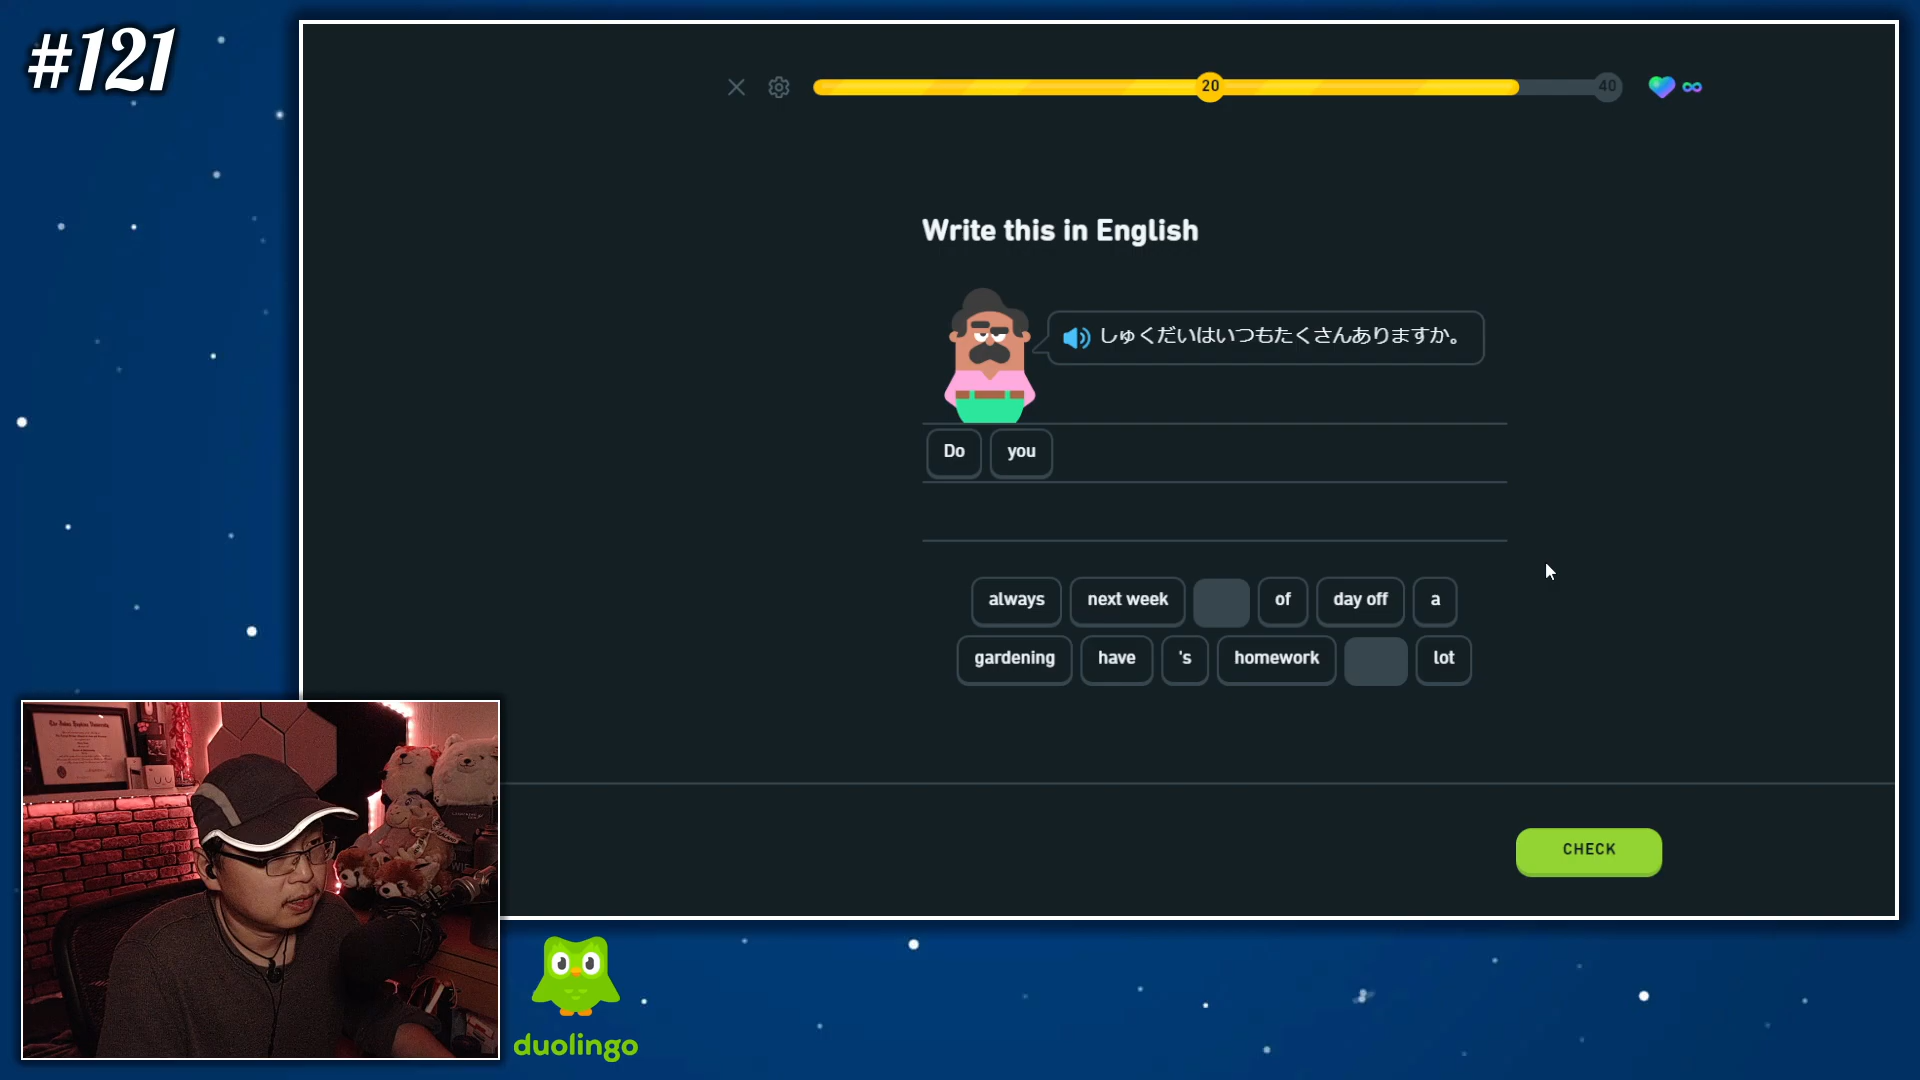 #121
20
40
Write this in English
しゅくだいはいつもたくさんありますか。
Do you
always next week of day off a
gardening have 's homework lot
CHECK
duolingo